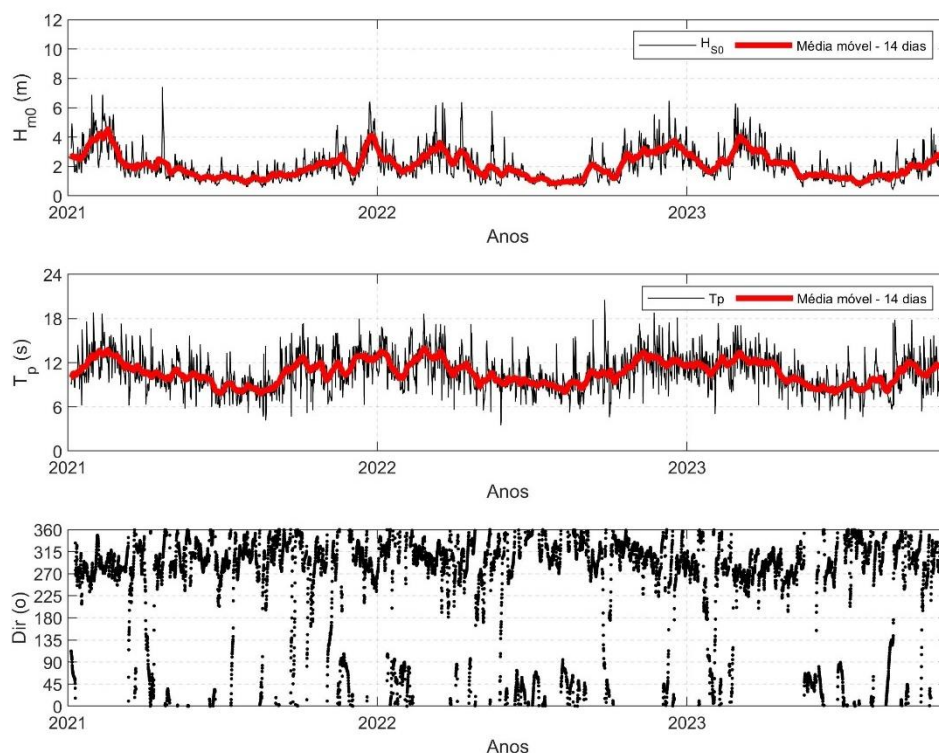 12
10
8
6
4
2
0
H_m0 (m)
H_S0 Média móvel - 14 dias
2021 2022 2023
Anos
24
18
12
6
0
T_p (s)
Tp Média móvel - 14 dias
2021 2022 2023
Anos
360
315
270
225
180
135
90
45
0
Dir (o)
2021 2022 2023
Anos